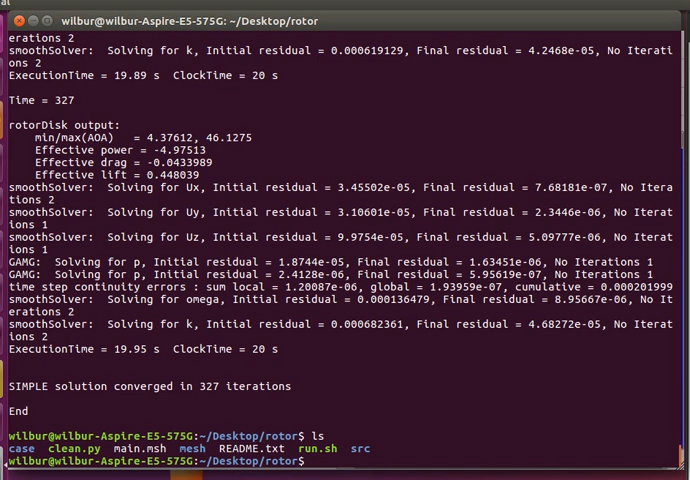 al
wilbur@wilbur-Aspire-E5-575G: ~/Desktop/rotor
erations 2
smoothSolver:  Solving for k, Initial residual = 0.000619129, Final residual = 4.2468e-05, No Iterati
ons 2
ExecutionTime = 19.89 s  ClockTime = 20 s
Time = 327
rotorDisk output:
    min/max(AOA)   = 4.37612, 46.1275
    Effective power = -4.97513
    Effective drag = -0.0433989
    Effective lift = 0.448039
smoothSolver:  Solving for Ux, Initial residual = 3.45502e-05, Final residual = 7.68181e-07, No Itera
tions 2
smoothSolver:  Solving for Uy, Initial residual = 3.10601e-05, Final residual = 2.3446e-06, No Iterat
ions 1
smoothSolver:  Solving for Uz, Initial residual = 9.9754e-05, Final residual = 5.09777e-06, No Iterat
ions 1
GAMG:  Solving for p, Initial residual = 1.8744e-05, Final residual = 1.63451e-06, No Iterations 1
GAMG:  Solving for p, Initial residual = 2.4128e-06, Final residual = 5.95619e-07, No Iterations 1
time step continuity errors : sum local = 1.20087e-06, global = 1.93959e-07, cumulative = 0.000201999
smoothSolver:  Solving for omega, Initial residual = 0.000136479, Final residual = 8.95667e-06, No It
erations 2
smoothSolver:  Solving for k, Initial residual = 0.000682361, Final residual = 4.68272e-05, No Iterat
ions 2
ExecutionTime = 19.95 s  ClockTime = 20 s
SIMPLE solution converged in 327 iterations
End
wilbur@wilbur-Aspire-E5-575G:~/Desktop/rotor$ ls
case  clean.py  main.msh  mesh  README.txt  run.sh  src
wilbur@wilbur-Aspire-E5-575G:~/Desktop/rotor$